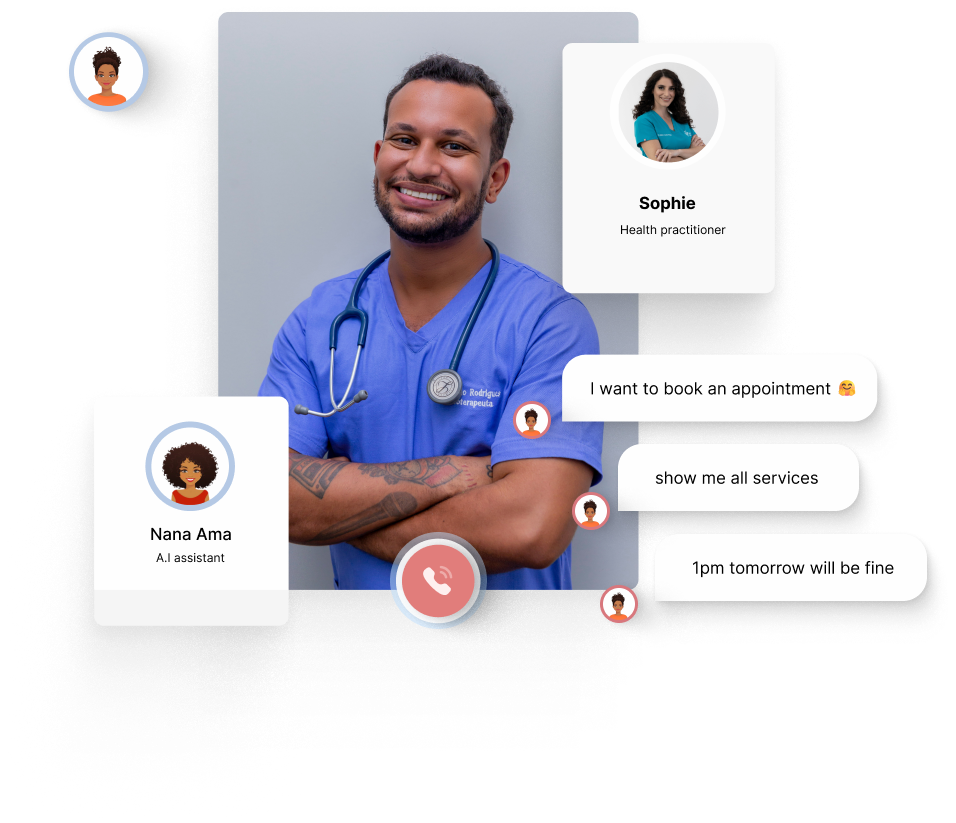 Sophie
Health practitioner
I want to book an appointment 🤗
show me all services
Nana Ama
A.I assistant
1pm tomorrow will be fine